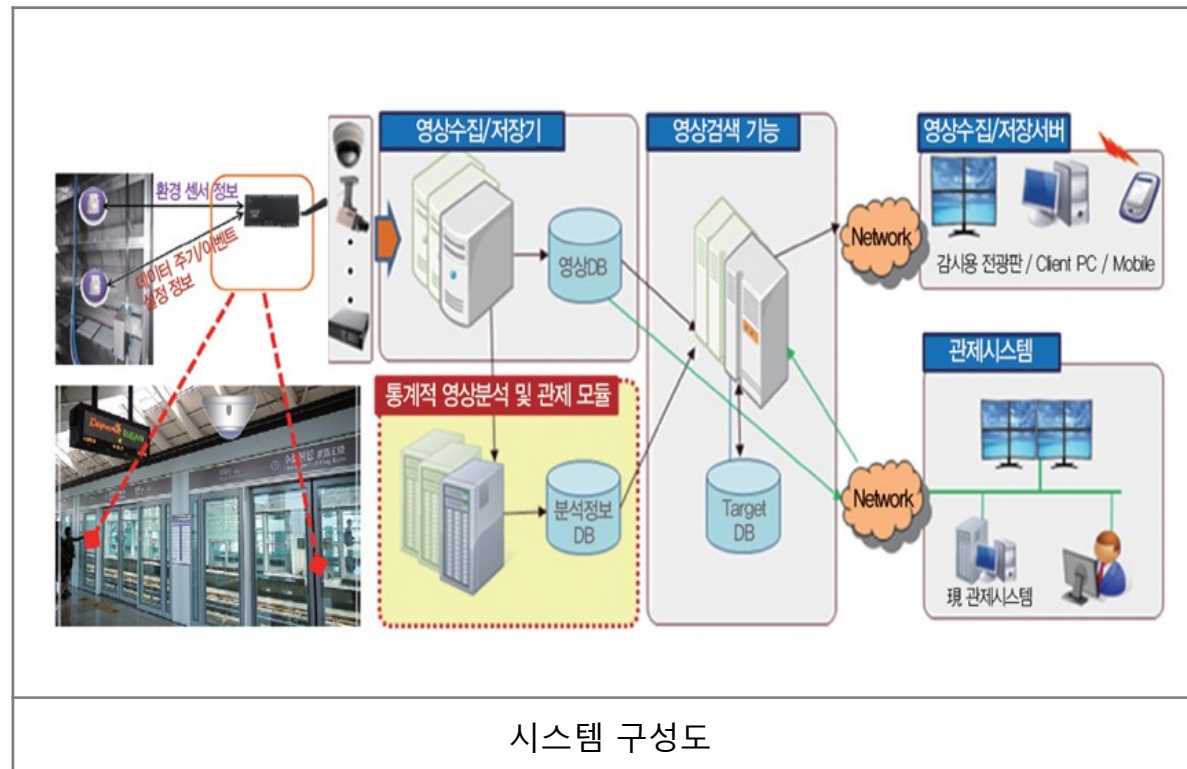 영상수집/저장기
영상검색 기능
영상수집/저장서버
환경 센서 정보
데이터 주기/이벤트
설정 정보
영상DB
Network
감시용 전광판 / Client PC / Mobile
통계적 영상분석 및 관제 모듈
분석정보
DB
Target
DB
관제시스템
Network
現 관제시스템
시스템 구성도